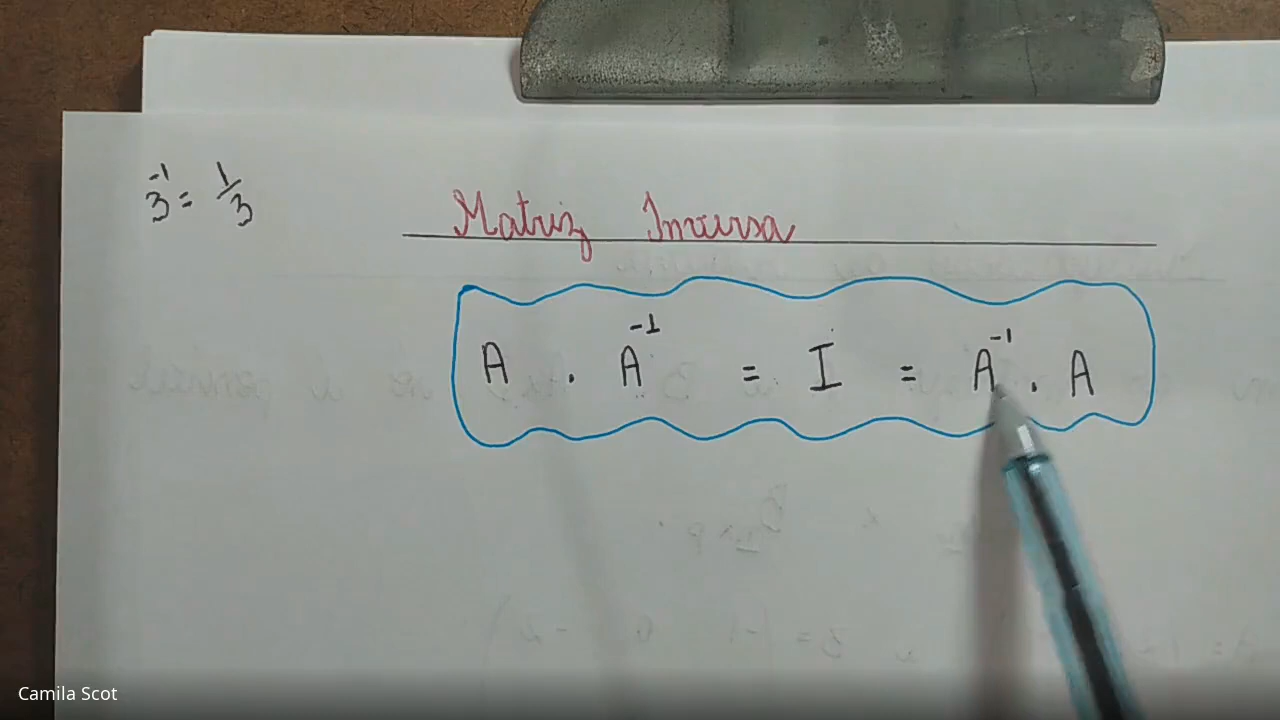 3⁻¹ = 1/3
Matriz Inversa
A . A⁻¹ = I = A⁻¹ . A
Camila Scot